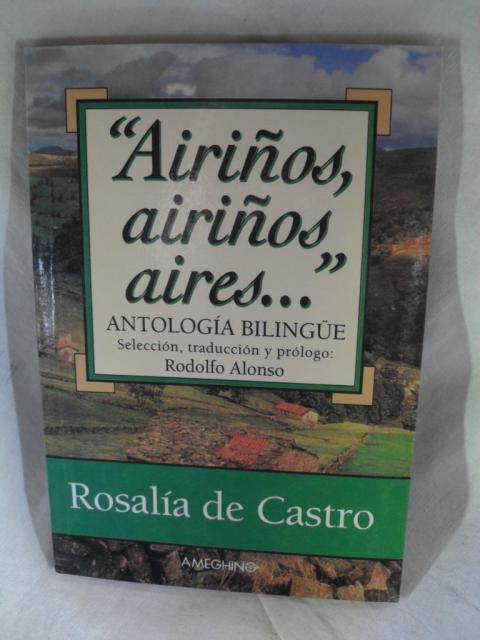 “Airiños,
airiños
aires...”
ANTOLOGÍA BILINGÜE
Selección, traducción y prólogo:
Rodolfo Alonso
Rosalía de Castro
AMEGHINO